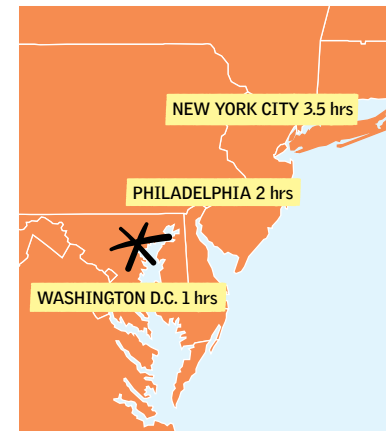 NEW YORK CITY 3.5 hrs
PHILADELPHIA 2 hrs
WASHINGTON D.C. 1 hrs